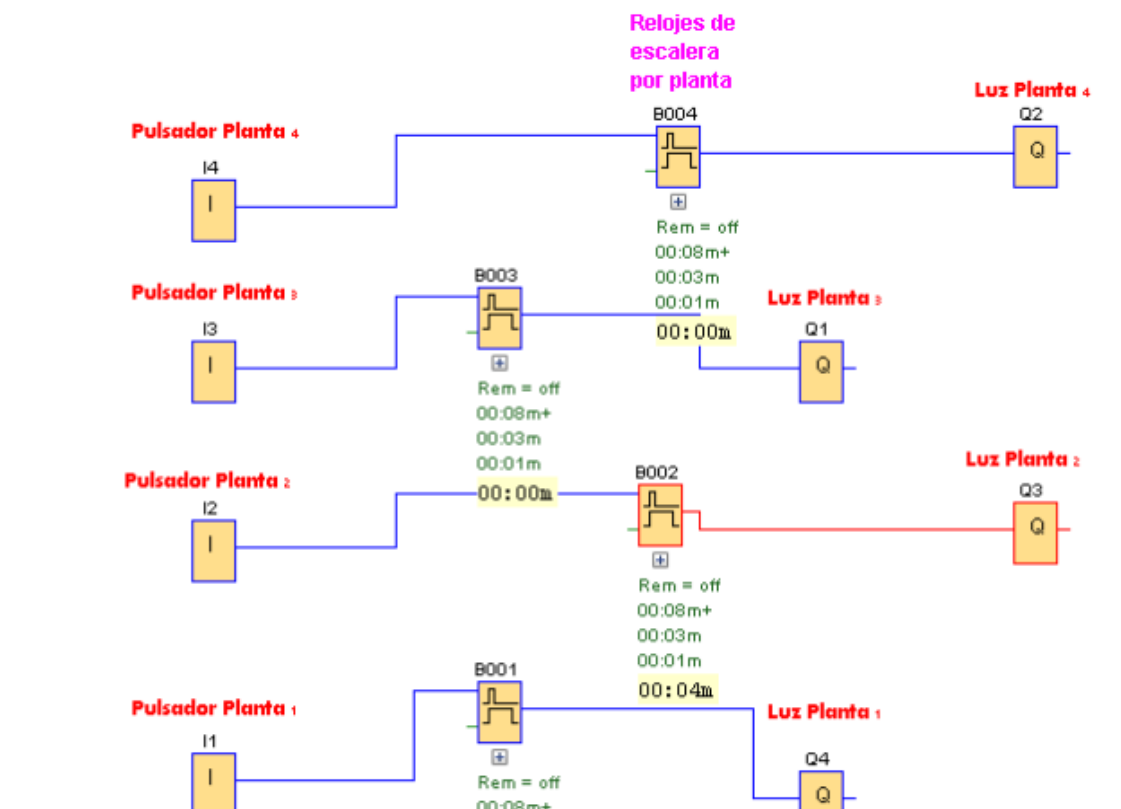 Relojes de
escalera
por planta
Luz Planta 4
B004
Q2
Pulsador Planta 4
Q
I4
I
Rem = off
00:08m+
00:03m
00:01m
00:00m
B003
Pulsador Planta 3
Luz Planta 3
I3
Q1
I
Q
Rem = off
00:08m+
00:03m
00:01m
00:00m
Luz Planta 2
B002
Pulsador Planta 2
Q3
I2
Q
I
Rem = off
00:08m+
00:03m
00:01m
00:04m
B001
Pulsador Planta 1
Luz Planta 1
I1
Q4
I
Q
Rem = off
00:08m+